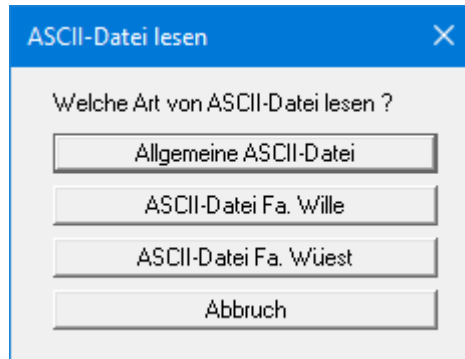 ASCII-Datei lesen
Welche Art von ASCII-Datei lesen ?
Allgemeine ASCII-Datei
ASCII-Datei Fa. Wille
ASCII-Datei Fa. Wüest
Abbruch